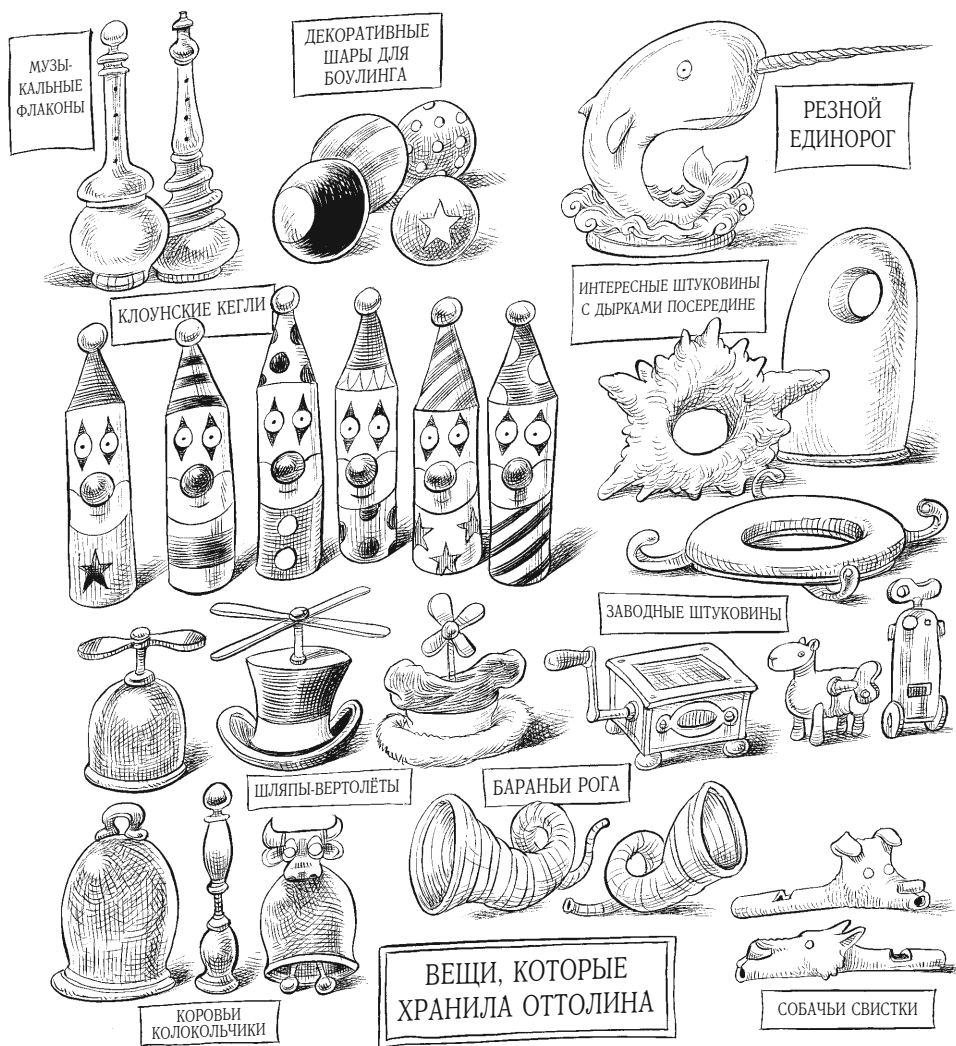 МУЗЫ-
КАЛЬНЫЕ
ФЛАКОНЫ
ДЕКОРАТИВНЫЕ
ШАРЫ ДЛЯ
БОУЛИНГА
РЕЗНОЙ
ЕДИНОРОГ
КЛОУНСКИЕ КЕГЛИ
ИНТЕРЕСНЫЕ ШТУКОВИНЫ
С ДЫРКАМИ ПОСЕРЕДИНЕ
ЗАВОДНЫЕ ШТУКОВИНЫ
ШЛЯПЫ-ВЕРТОЛЁТЫ
БАРАНЬИ РОГА
КОРОВЬИ
КОЛОКОЛЬЧИКИ
ВЕЩИ, КОТОРЫЕ
ХРАНИЛА ОТТОЛИНА
СОБАЧЬИ СВИСТКИ